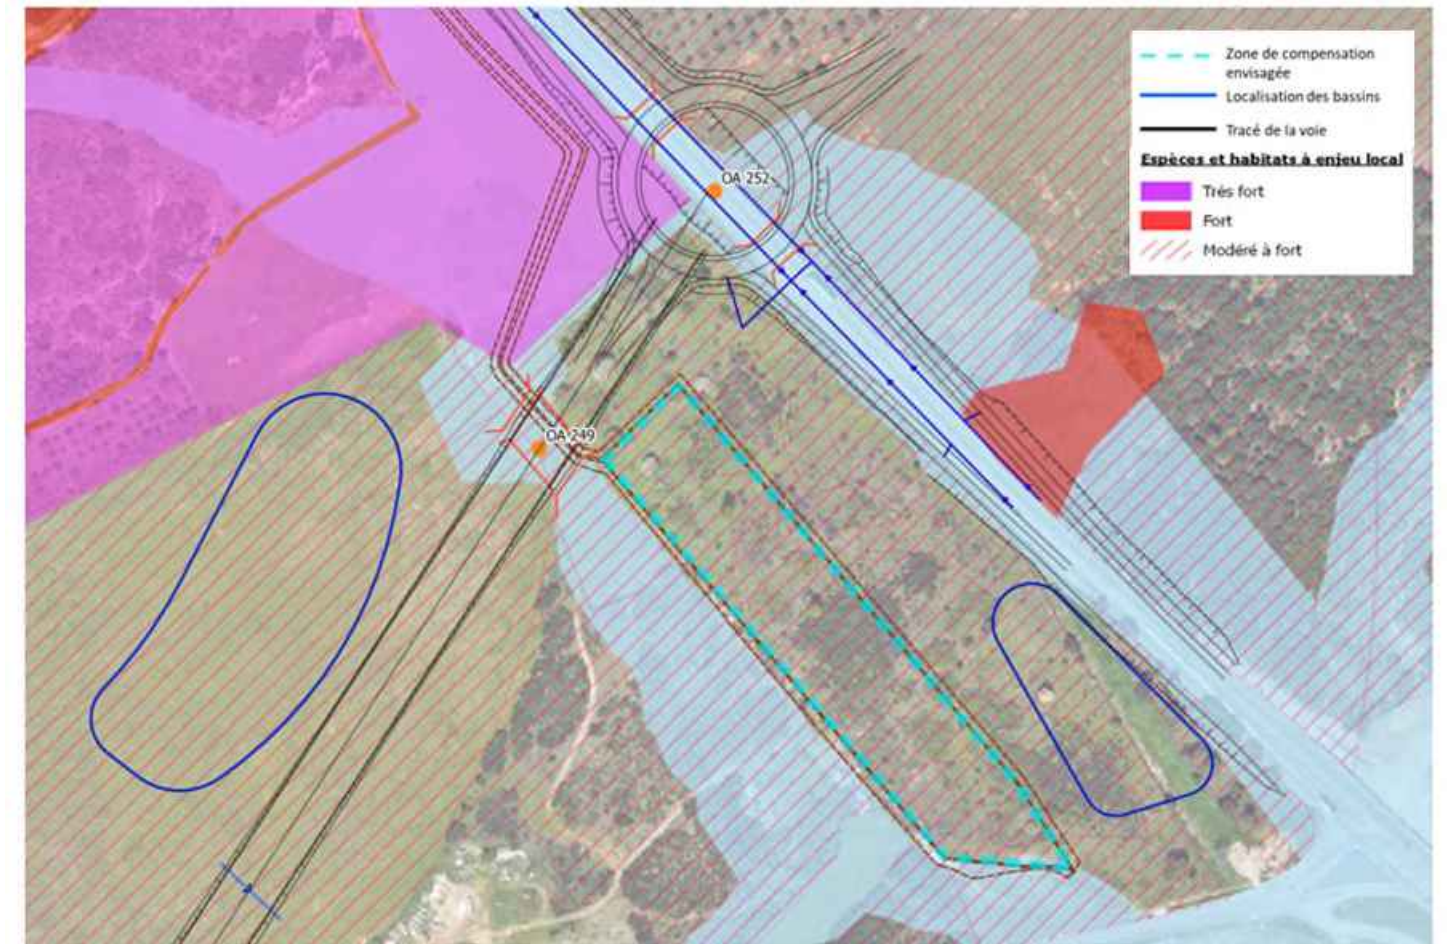 Zone de compensation
envisagée
Localisation des bassins
Tracé de la voie
Espèces et habitats à enjeu local
Très fort
Fort
Modéré à fort
OA 252
OA 249